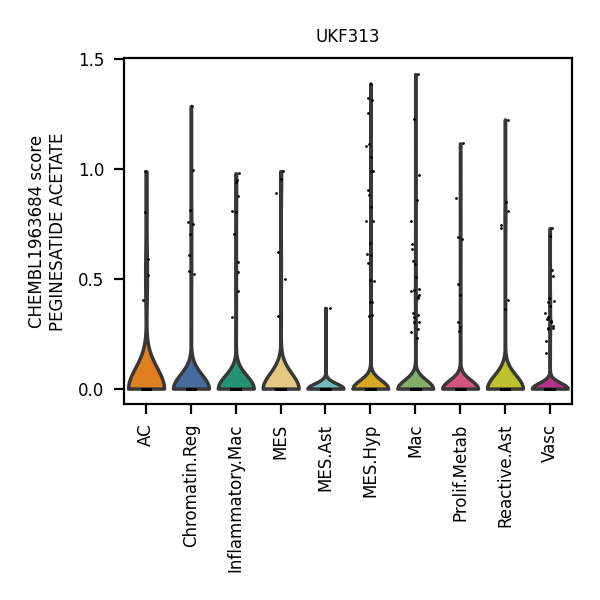 UKF313
CHEMBL1963684 score
PEGINESATIDE ACETATE
1.5
1.0
0.5
0.0
AC
Chromatin.Reg
Inflammatory.Mac
MES
MES.Ast
MES.Hyp
Mac
Prolif.Metab
Reactive.Ast
Vasc